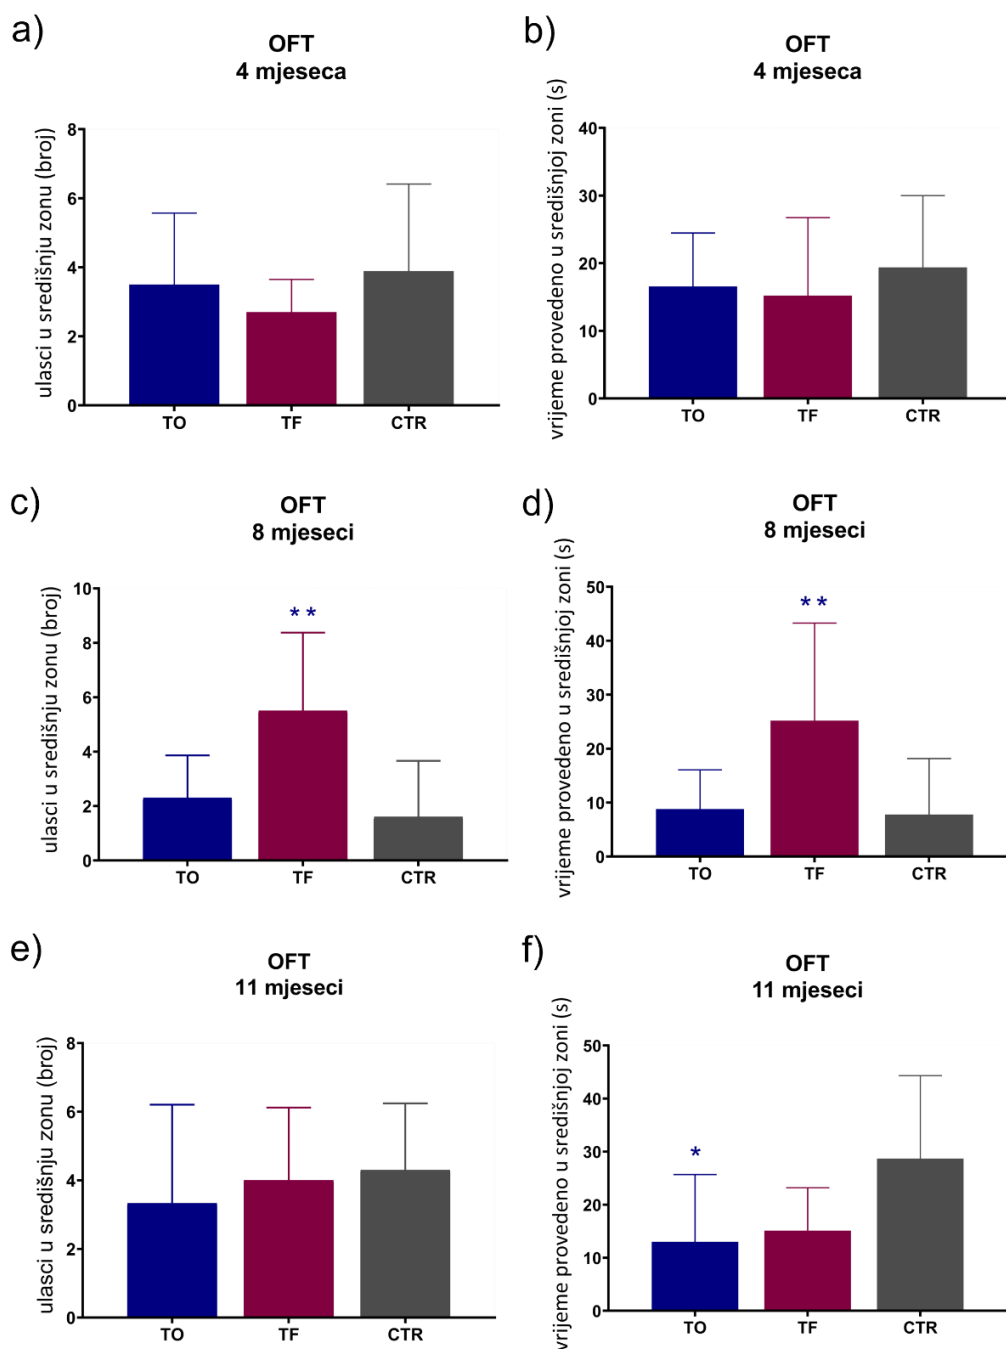 a)
OFT
4 mjeseca
ulasci u središnju zonu (broj)
8
6
4
2
0
TO TF CTR
b)
OFT
4 mjeseca
vrijeme provedeno u središnjoj zoni (s)
40
30
20
10
0
TO TF CTR
c)
OFT
8 mjeseci
ulasci u središnju zonu (broj)
10
8
6
4
2
0
**
TO TF CTR
d)
OFT
8 mjeseci
vrijeme provedeno u središnjoj zoni (s)
50
40
30
20
10
0
**
TO TF CTR
e)
OFT
11 mjeseci
ulasci u središnju zonu (broj)
8
6
4
2
0
TO TF CTR
f)
OFT
11 mjeseci
vrijeme provedeno u središnjoj zoni (s)
50
40
30
20
10
0
*
TO TF CTR